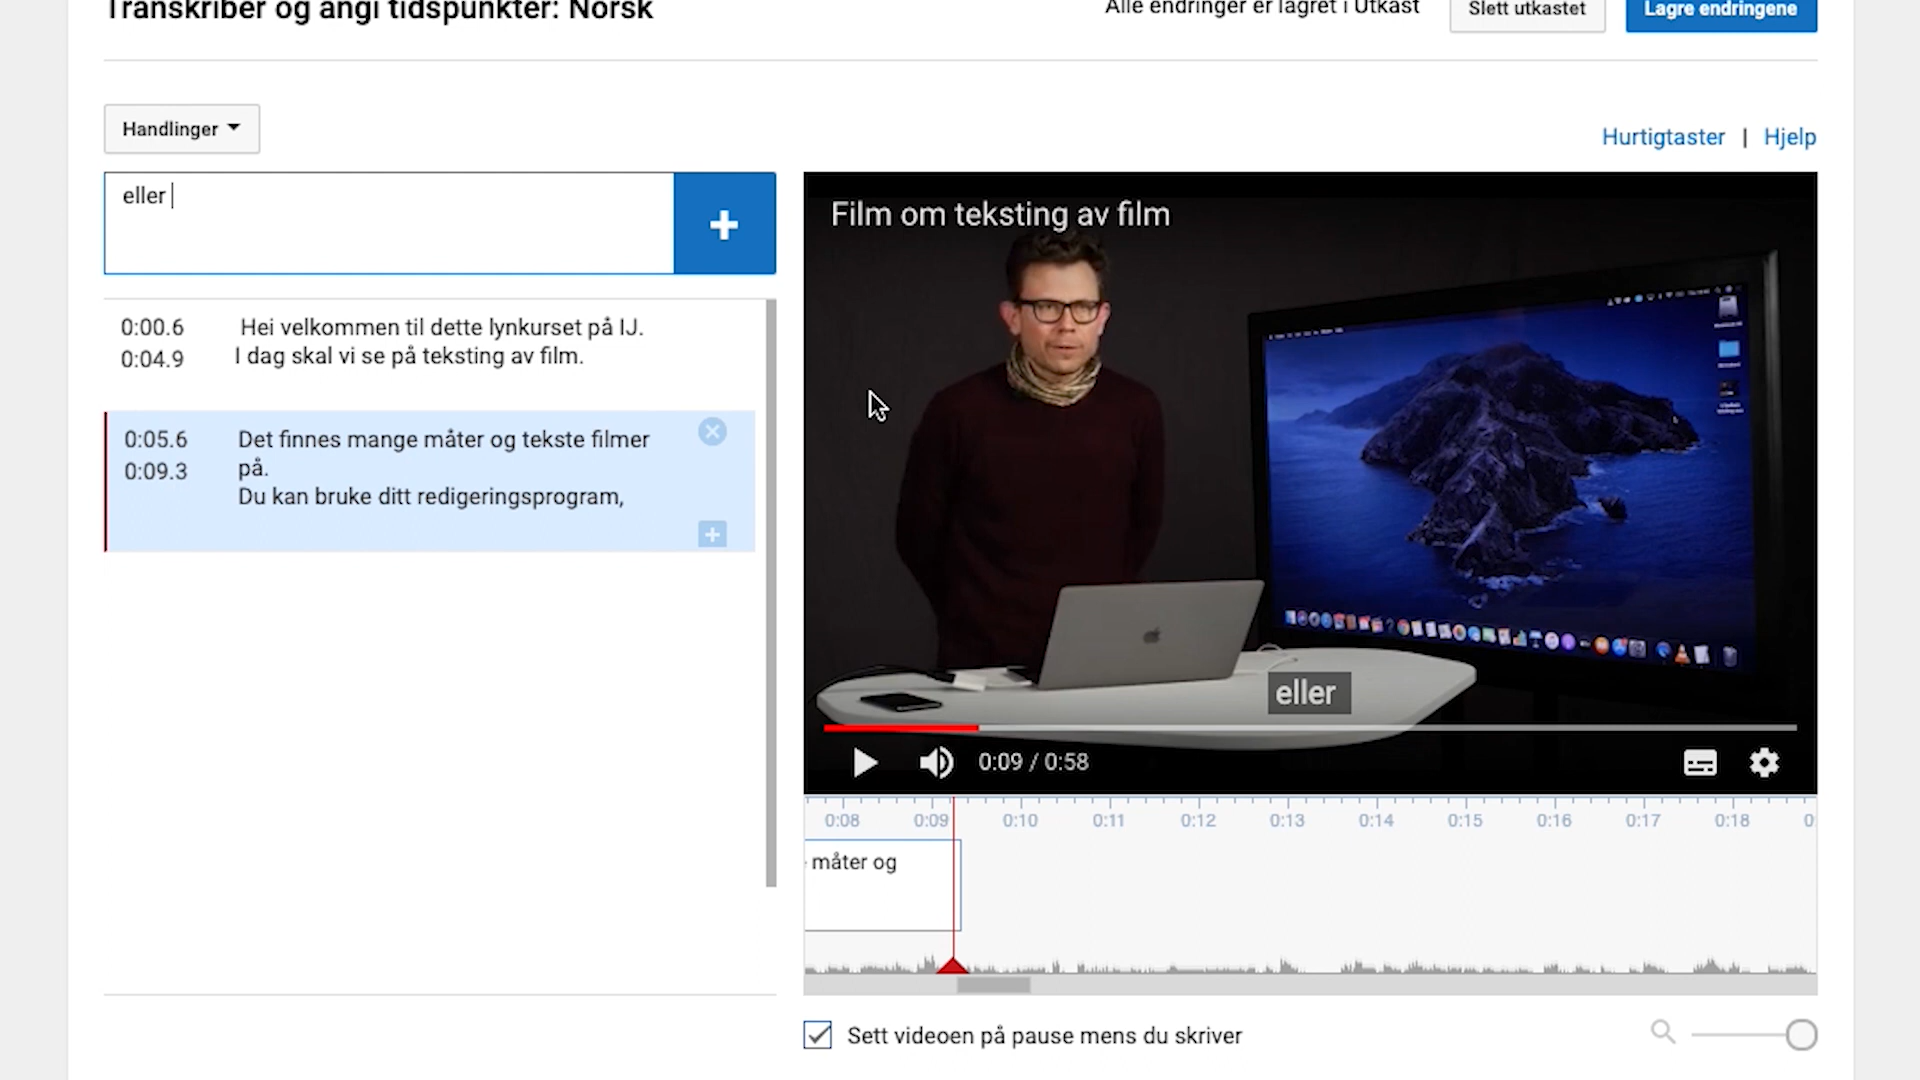 Transkriber og angi tidspunkter: Norsk
Alle endringer er lagret i Utkast
Slett utkastet
Lagre endringene
Handlinger
Hurtigtaster | Hjelp
eller
+
0:00.6
0:04.9
Hei velkommen til dette lynkurset på IJ.
I dag skal vi se på teksting av film.
0:05.6
0:09.3
Det finnes mange måter og tekste filmer
på.
Du kan bruke ditt redigeringsprogram,
Film om teksting av film
eller
0:09 / 0:58
0:08 0:09 0:10 0:11 0:12 0:13 0:14 0:15 0:16 0:17 0:18
måter og
Sett videoen på pause mens du skriver